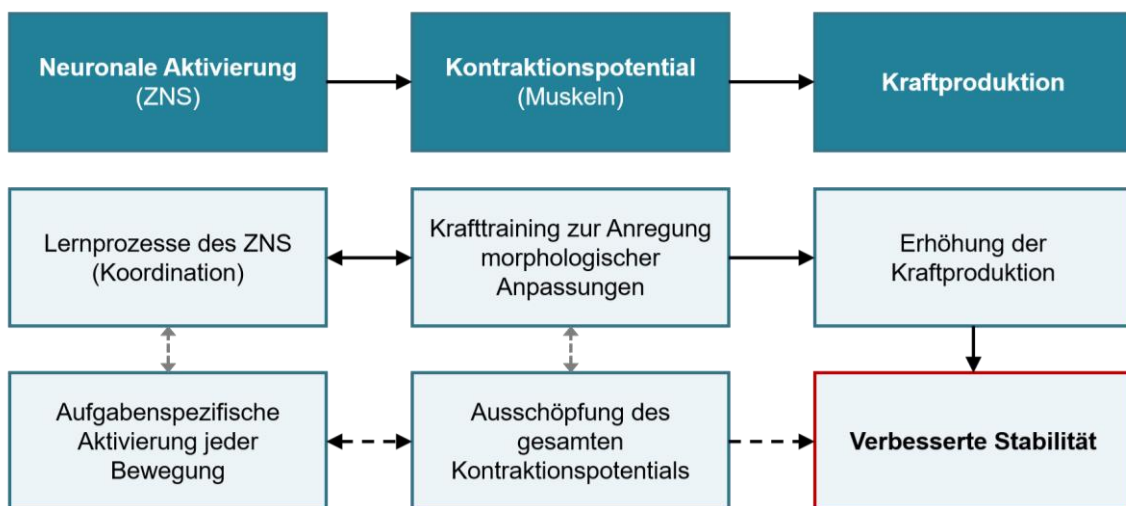 Neuronale Aktivierung
(ZNS)
Kontraktionspotential
(Muskeln)
Kraftproduktion
Lernprozesse des ZNS
(Koordination)
Krafttraining zur Anregung
morphologischer
Anpassungen
Erhöhung der
Kraftproduktion
Aufgabenspezifische
Aktivierung jeder
Bewegung
Ausschöpfung des
gesamten
Kontraktionspotentials
Verbesserte Stabilität